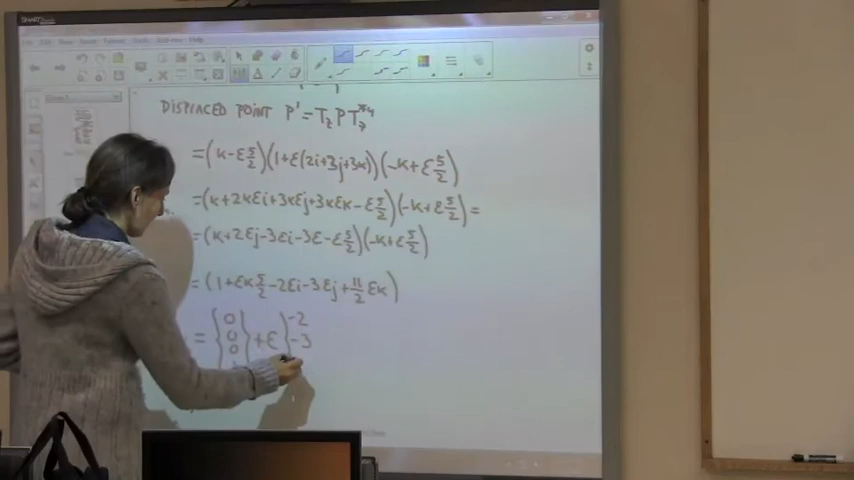 DISPLACED POINT P' = T₂ P T₂
= (k - ε 5/2)(1 + ε(2i + 3j + 3k))(-k + ε 5/2)
= (k + 2kεi + 3kεj + 3kεk - ε 5/2)(-k + ε 5/2) =
= (k + 2εj - 3εi - 3ε - ε 5/2)(-k + ε 5/2)
= (1 + εk 5/2 - 2εi - 3εj + 11/2 εk)
= {0 0 0 + ε} -2 -3